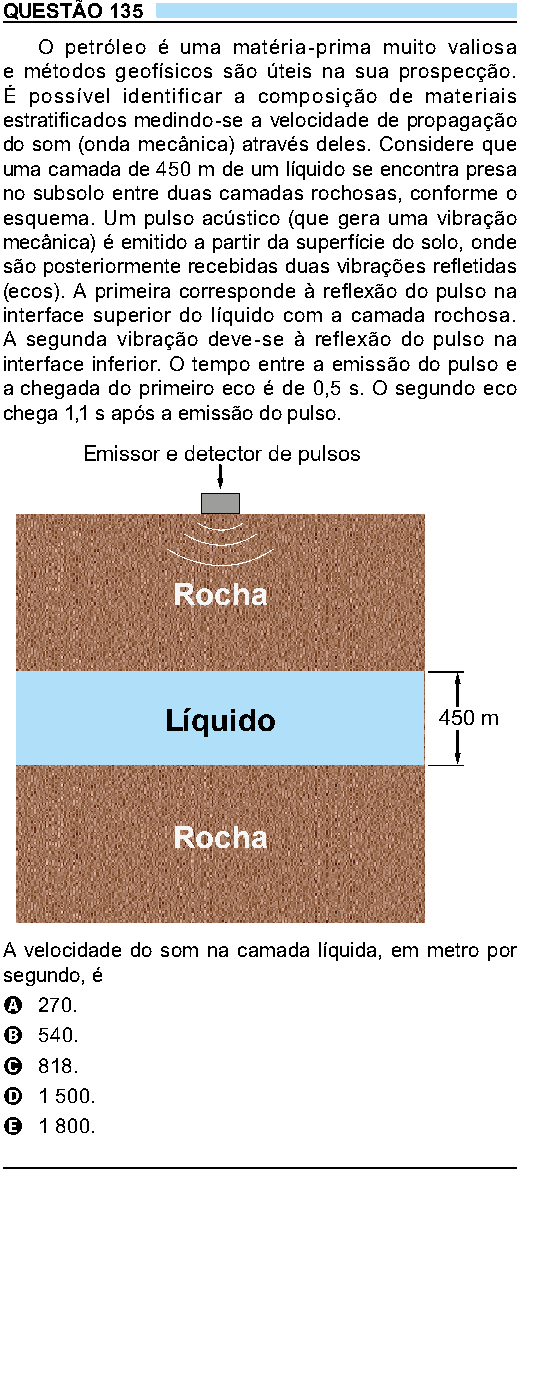 QUESTÃO 135
O petróleo é uma matéria-prima muito valiosa
e métodos geofísicos são úteis na sua prospecção.
É possível identificar a composição de materiais
estratificados medindo-se a velocidade de propagação
do som (onda mecânica) através deles. Considere que
uma camada de 450 m de um líquido se encontra presa
no subsolo entre duas camadas rochosas, conforme o
esquema. Um pulso acústico (que gera uma vibração
mecânica) é emitido a partir da superfície do solo, onde
são posteriormente recebidas duas vibrações refletidas
(ecos). A primeira corresponde à reflexão do pulso na
interface superior do líquido com a camada rochosa.
A segunda vibração deve-se à reflexão do pulso na
interface inferior. O tempo entre a emissão do pulso e
a chegada do primeiro eco é de 0,5 s. O segundo eco
chega 1,1 s após a emissão do pulso.
Emissor e detector de pulsos
Rocha
Líquido
450 m
Rocha
A velocidade do som na camada líquida, em metro por
segundo, é
A 270.
B 540.
C 818.
D 1 500.
E 1 800.